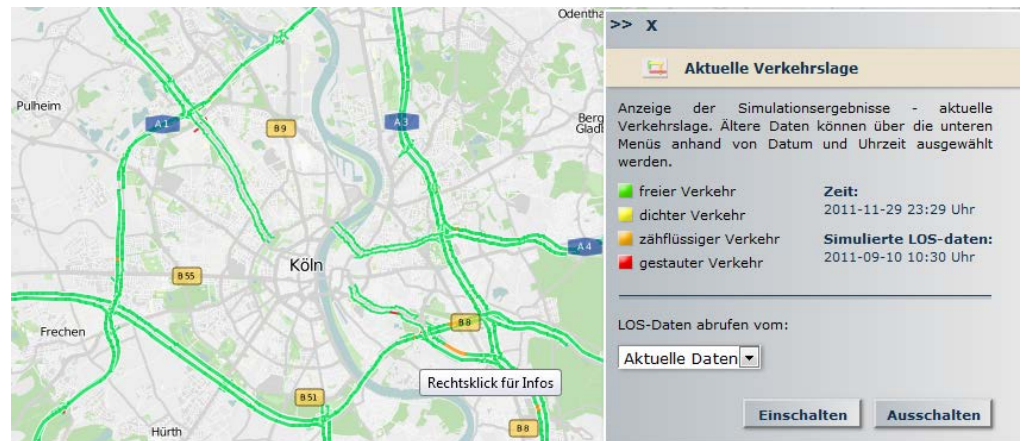 Odentha
Pulheim
A1
B9
A3
Berg
Gladl
A4
Köln
B55
Frechen
B8
Rechtsklick für Infos
B51
B8
Hürth
>> X
Aktuelle Verkehrslage
Anzeige der Simulationsergebnisse - aktuelle
Verkehrslage. Ältere Daten können über die unteren
Menüs anhand von Datum und Uhrzeit ausgewählt
werden.
freier Verkehr
dichter Verkehr
zähflüssiger Verkehr
gestauter Verkehr
Zeit:
2011-11-29 23:29 Uhr
Simulierte LOS-daten:
2011-09-10 10:30 Uhr
LOS-Daten abrufen vom:
Aktuelle Daten
Einschalten Ausschalten